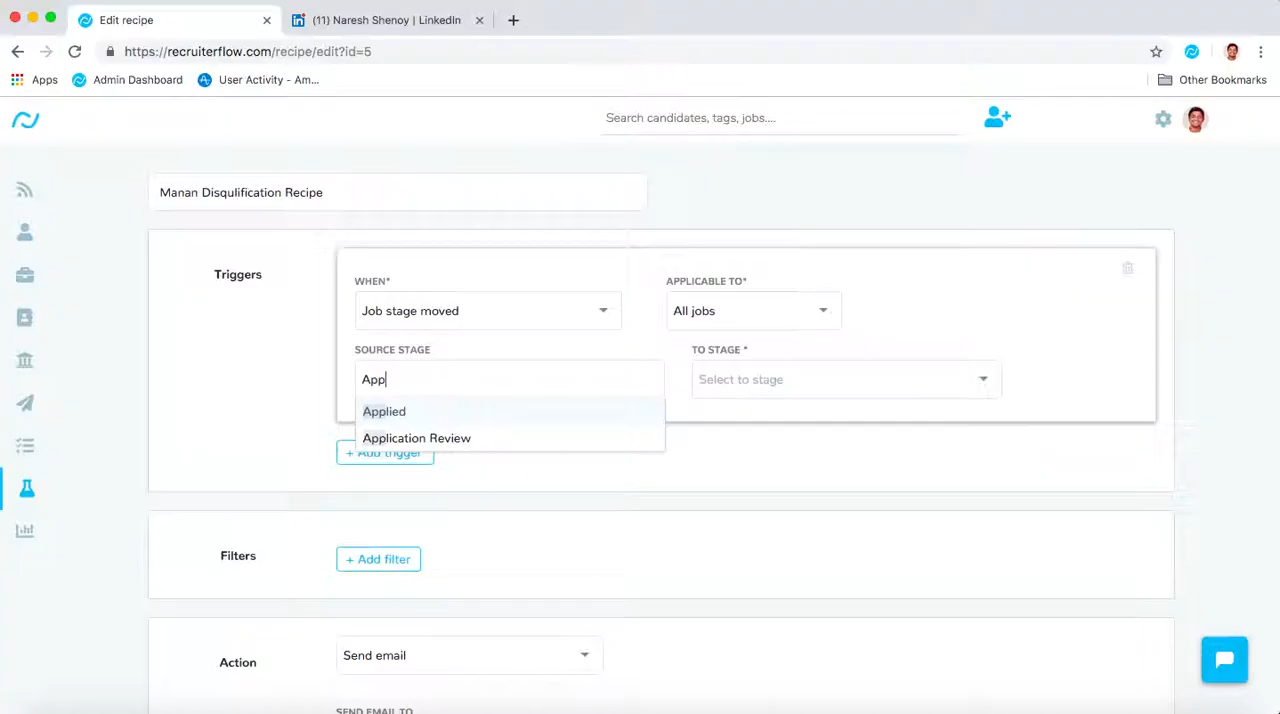 Edit recipe
(11) Naresh Shenoy | LinkedIn
https://recruiterflow.com/recipe/edit?id=5
Apps
Admin Dashboard
User Activity - Am...
Other Bookmarks
Search candidates, tags, jobs....
Manan Disqulification Recipe
Triggers
WHEN*
APPLICABLE TO*
Job stage moved
All jobs
SOURCE STAGE
TO STAGE *
App
Select to stage
Applied
Application Review
+ Add trigger
Filters
+ Add filter
Action
Send email
SEND EMAIL TO